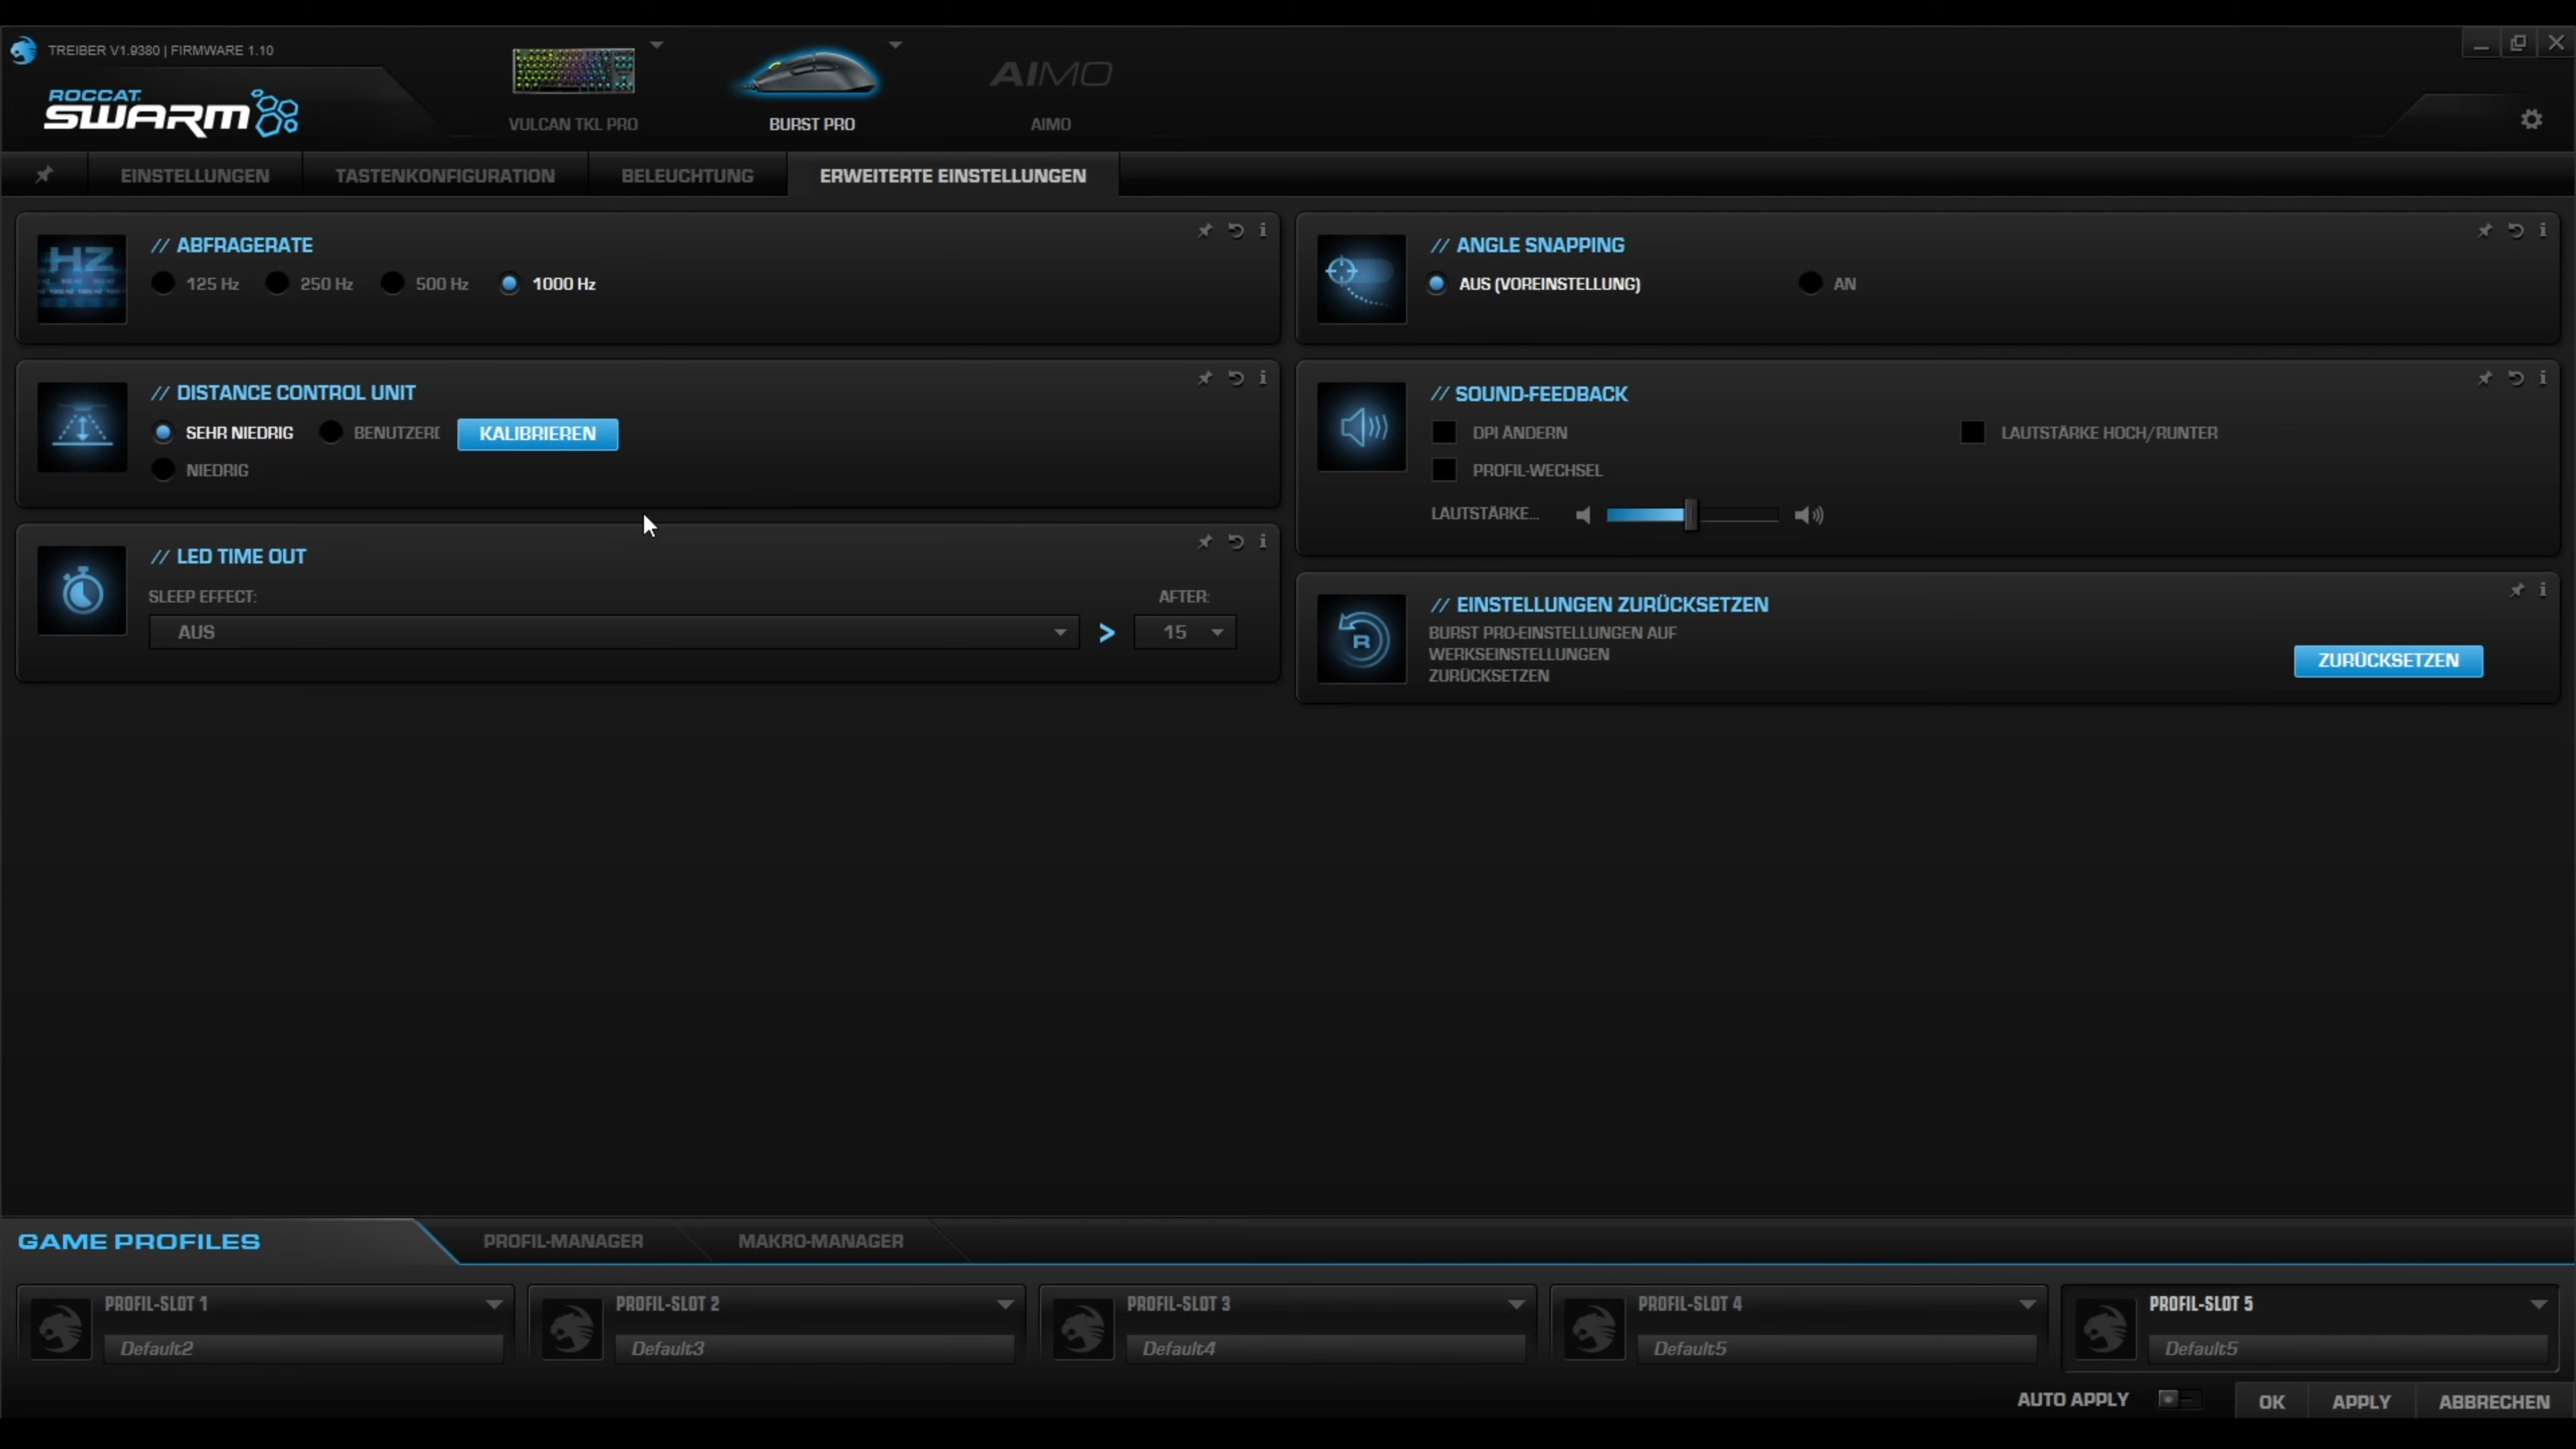 TREIBER V1.9380 | FIRMWARE 1.10
ROCCAT
SWARM
VULCAN TKL PRO
BURST PRO
AIMO
AIMO
EINSTELLUNGEN
TASTENKONFIGURATION
BELEUCHTUNG
ERWEITERTE EINSTELLUNGEN
HZ
// ABFRAGERATE
125 Hz
250 Hz
500 Hz
1000 Hz
// DISTANCE CONTROL UNIT
SEHR NIEDRIG
BENUTZERD
KALIBRIEREN
NIEDRIG
// LED TIME OUT
SLEEP EFFECT:
AFTER:
AUS
>
15
// ANGLE SNAPPING
AUS (VOREINSTELLUNG)
AN
// SOUND-FEEDBACK
DPI ÄNDERN
LAUTSTÄRKE HOCH/RUNTER
PROFIL-WECHSEL
LAUTSTÄRKE...
R
// EINSTELLUNGEN ZURÜCKSETZEN
BURST PRO-EINSTELLUNGEN AUF
WERKSEINSTELLUNGEN
ZURÜCKSETZEN
ZURÜCKSETZEN
GAME PROFILES
PROFIL-MANAGER
MAKRO-MANAGER
PROFIL-SLOT 1
Default2
PROFIL-SLOT 2
Default3
PROFIL-SLOT 3
Default4
PROFIL-SLOT 4
Default5
PROFIL-SLOT 5
Default5
AUTO APPLY
OK
APPLY
ABBRECHEN